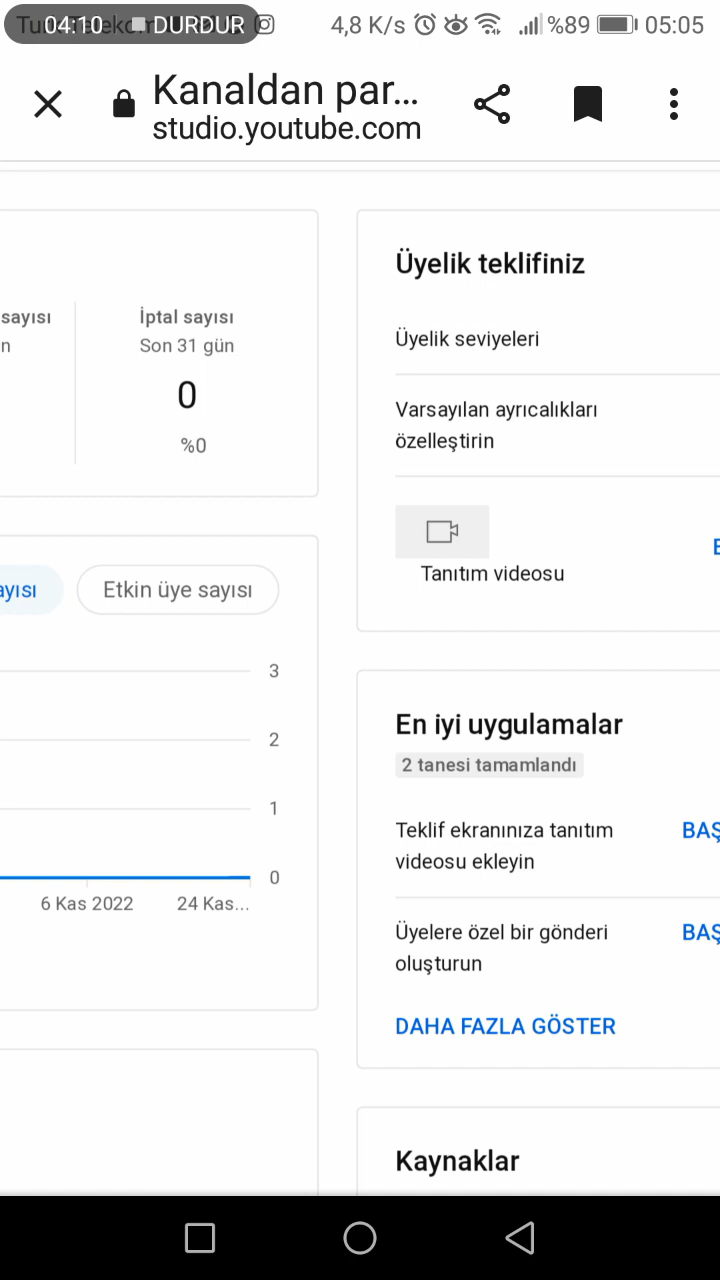 04:10 DURDUR 4,8 K/s %89 05:05
Kanaldan par...
studio.youtube.com
sayısı
n
İptal sayısı
Son 31 gün
0
%0
ayısı
Etkin üye sayısı
3
2
1
0
6 Kas 2022
24 Kas...
Üyelik teklifiniz
Üyelik seviyeleri
Varsayılan ayrıcalıkları
özelleştirin
Tanıtım videosu
En iyi uygulamalar
2 tanesi tamamlandı
Teklif ekranınıza tanıtım BAŞ
videosu ekleyin
Üyelere özel bir gönderi BAŞ
oluşturun
DAHA FAZLA GÖSTER
Kaynaklar